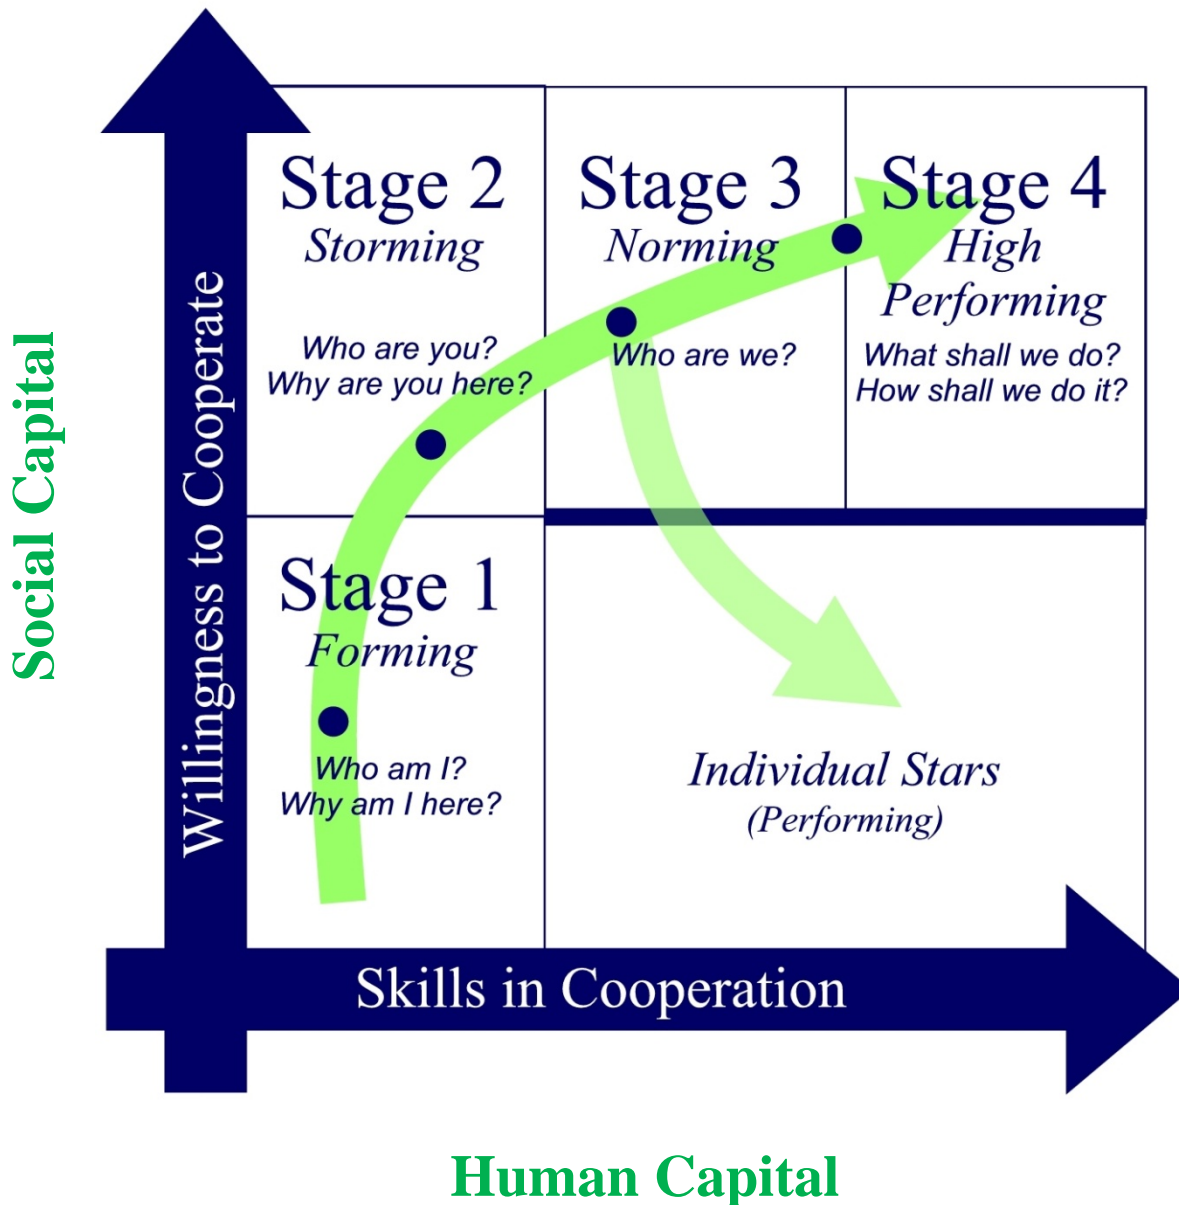 Stage 2
Storming
Who are you?
Why are you here?
Stage 3
Norming
Who are we?
Stage 4
High
Performing
What shall we do?
How shall we do it?
Social Capital
Willingness to Cooperate
Stage 1
Forming
Who am I?
Why am I here?
Individual Stars
(Performing)
Skills in Cooperation
Human Capital